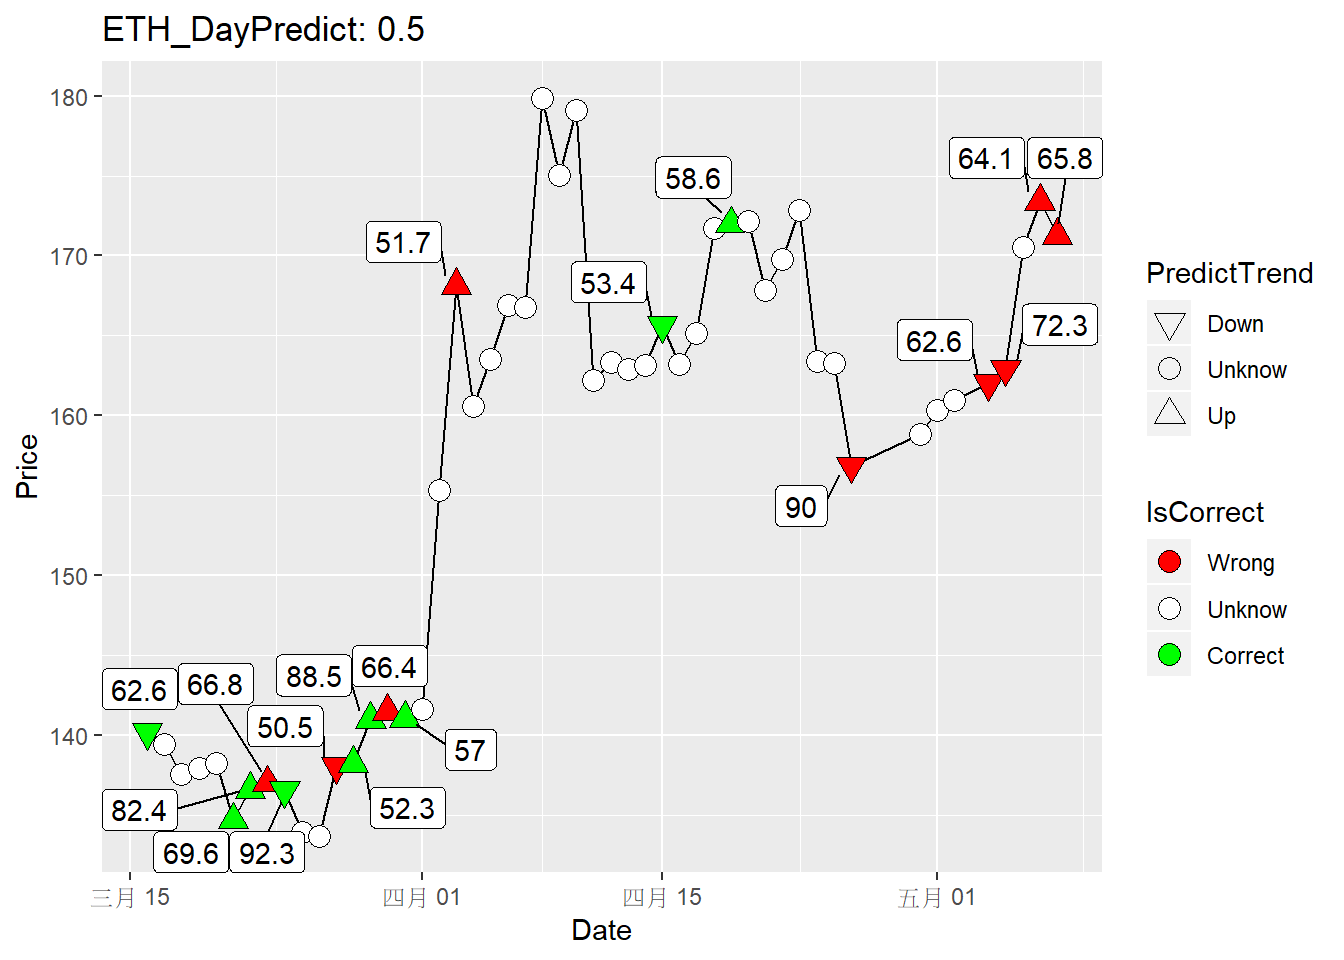 ETH_DayPredict: 0.5
180
170
160
150
140
Price
58.6
64.1
65.8
51.7
53.4
62.6
72.3
90
62.6
66.8
88.5
66.4
50.5
57
82.4
52.3
69.6
92.3
三月 15
四月 01
四月 15
五月 01
Date
PredictTrend
Down
Unknow
Up
IsCorrect
Wrong
Unknow
Correct